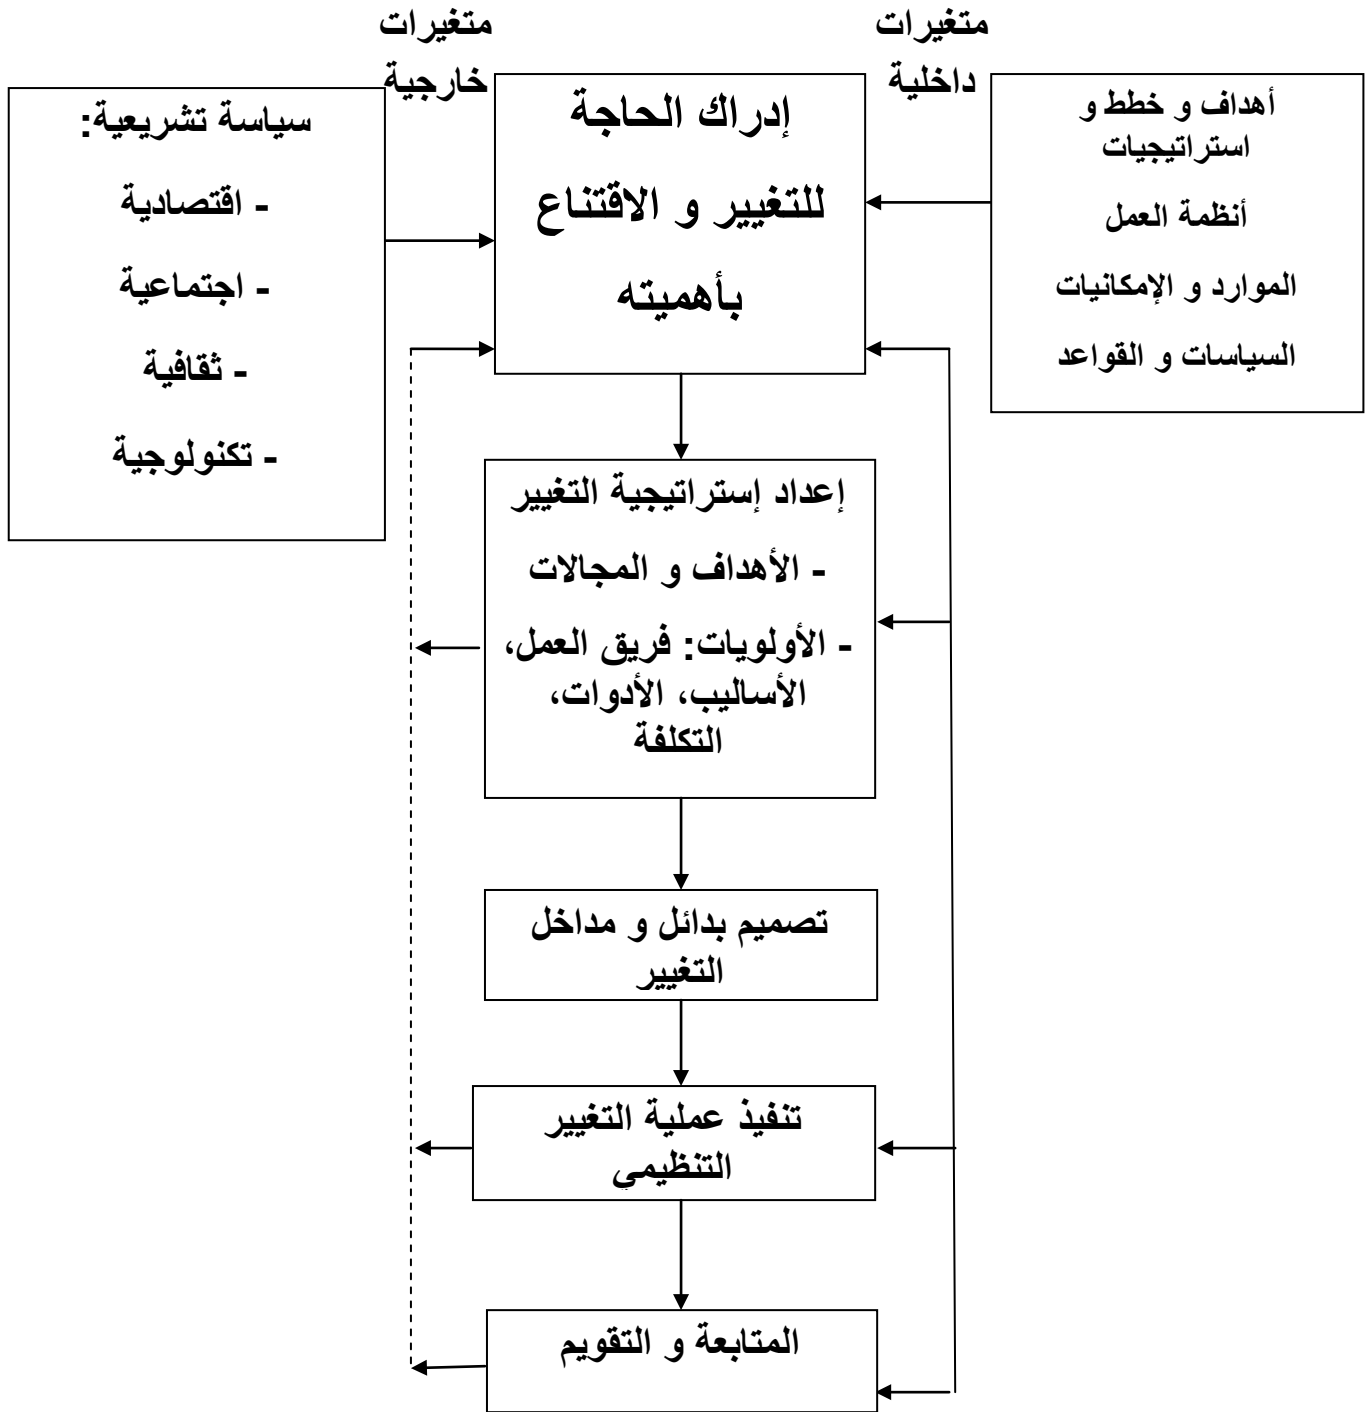 متغيرات
داخلية
متغيرات
خارجية
أهداف و خطط و
استراتيجيات
أنظمة العمل
الموارد و الإمكانيات
السياسات و القواعد
إدراك الحاجة
للتغيير و الاقتناع
بأهميته
سياسة تشريعية:
- اقتصادية
- اجتماعية
- ثقافية
- تكنولوجية
إعداد إستراتيجية التغيير
- الأهداف و المجالات
- الأولويات: فريق العمل،
الأساليب، الأدوات،
التكلفة
تصميم بدائل و مداخل
التغيير
تنفيذ عملية التغيير
التنظيمي
المتابعة و التقويم